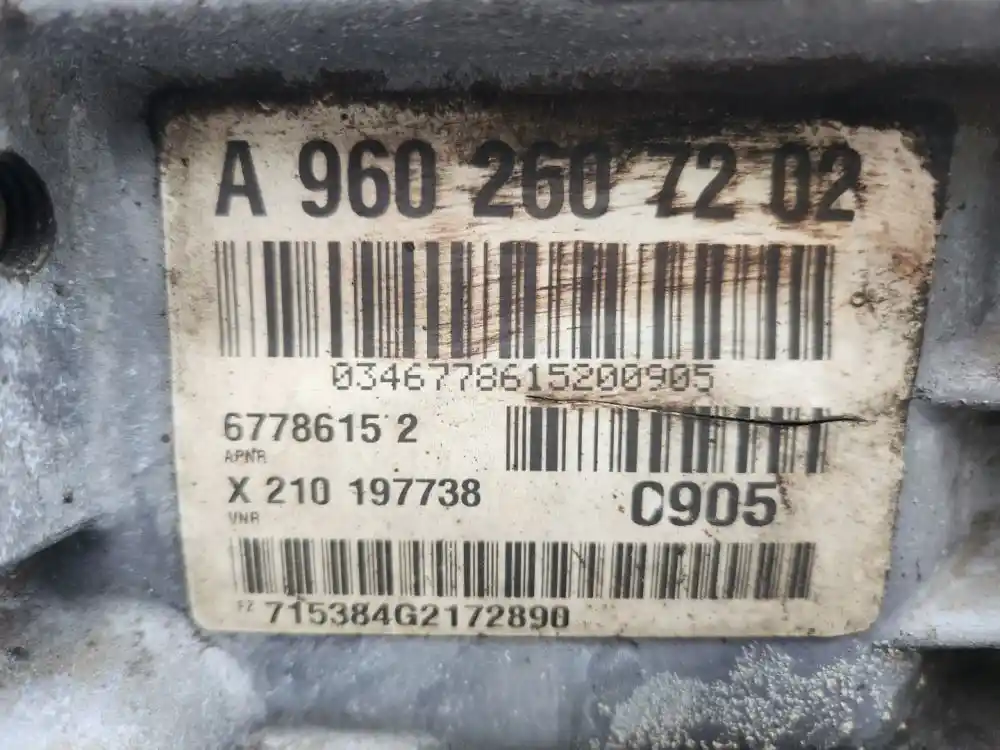 A 960 260 72 02
0346778615200905
6778615 2
APNR
X 210 197738
VNR
C905
FZ 715384G2172890